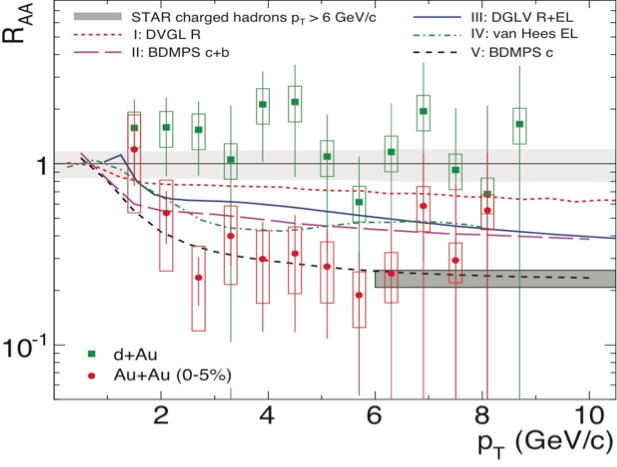 R_AA
STAR charged hadrons p_T > 6 GeV/c
I: DVGL R
II: BDMPS c+b
III: DGLV R+EL
IV: van Hees EL
V: BDMPS c
1
10^-1
d+Au
Au+Au (0-5%)
2 4 6 8 10
p_T (GeV/c)